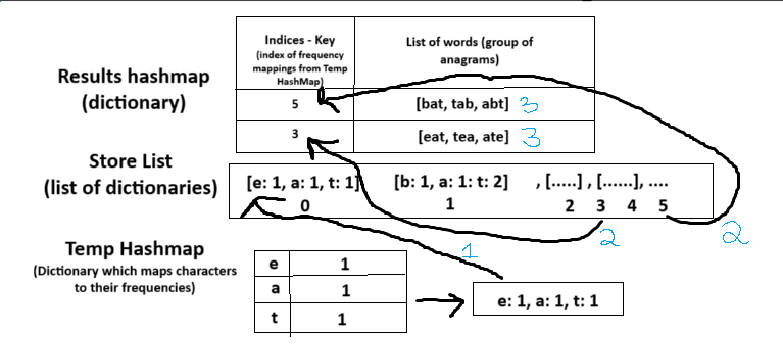 Indices - Key
(index of frequency
mappings from Temp
HashMap)
List of words (group of
anagrams)
Results hashmap
(dictionary)
5
[bat, tab, abt] 3
3
[eat, tea, ate] 3
Store List
(list of dictionaries)
[e: 1, a: 1, t: 1] [b: 1, a: 1: t: 2] , [.....] , [......], ....
0 1 2 3 4 5
2
2
1
Temp Hashmap
(Dictionary which maps characters
to their frequencies)
e 1
a 1
t 1
e: 1, a: 1, t: 1